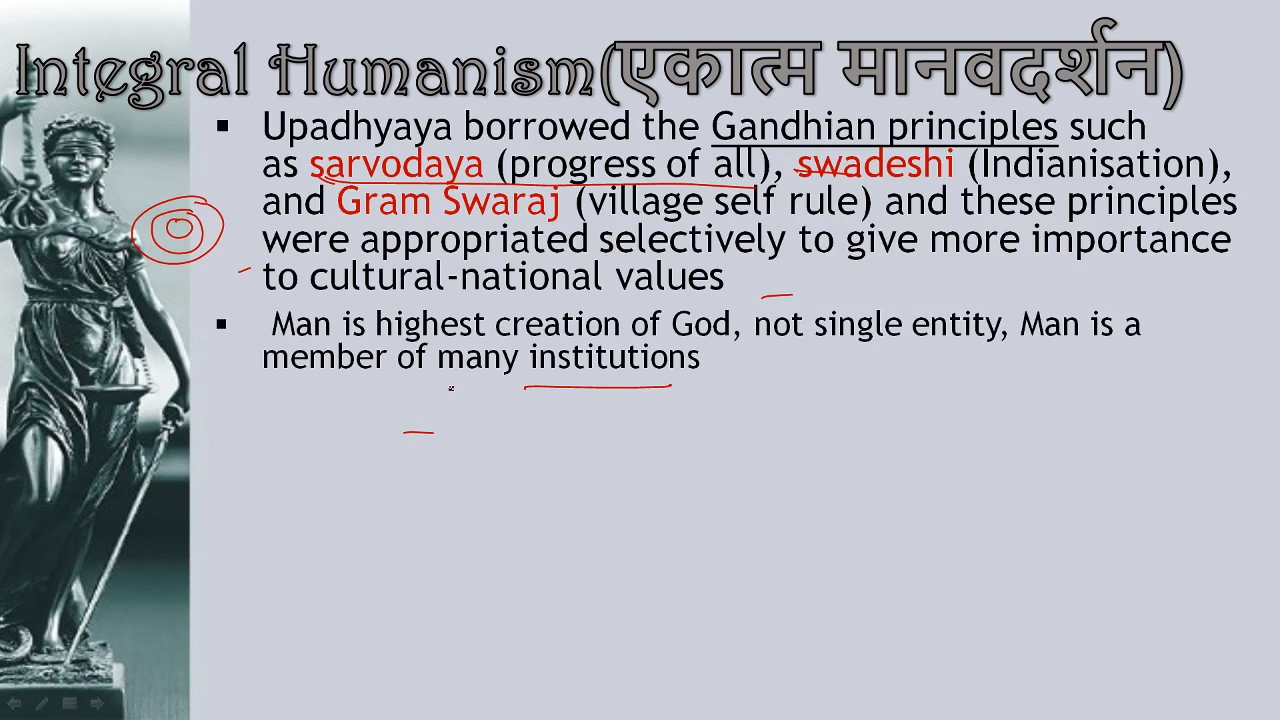 Integral Humanism(एकात्म मानवदर्शन)
▪ Upadhyaya borrowed the Gandhian principles such
as sarvodaya (progress of all), swadeshi (Indianisation),
and Gram Swaraj (village self rule) and these principles
were appropriated selectively to give more importance
to cultural-national values
▪ Man is highest creation of God, not single entity, Man is a
member of many institutions